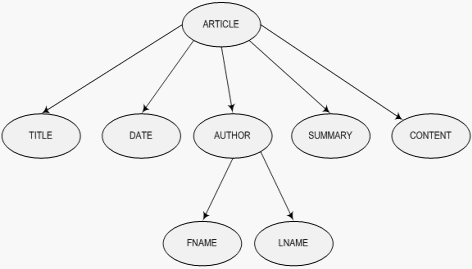 ARTICLE
TITLE
DATE
AUTHOR
SUMMARY
CONTENT
FNAME
LNAME